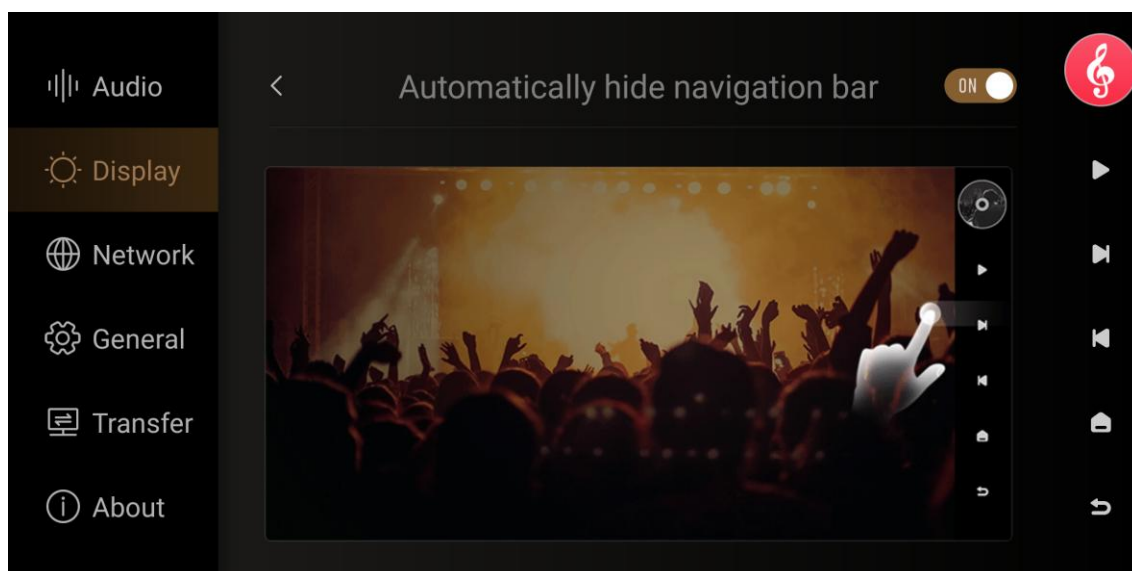 Audio
Automatically hide navigation bar
ON
Display
Network
General
Transfer
About